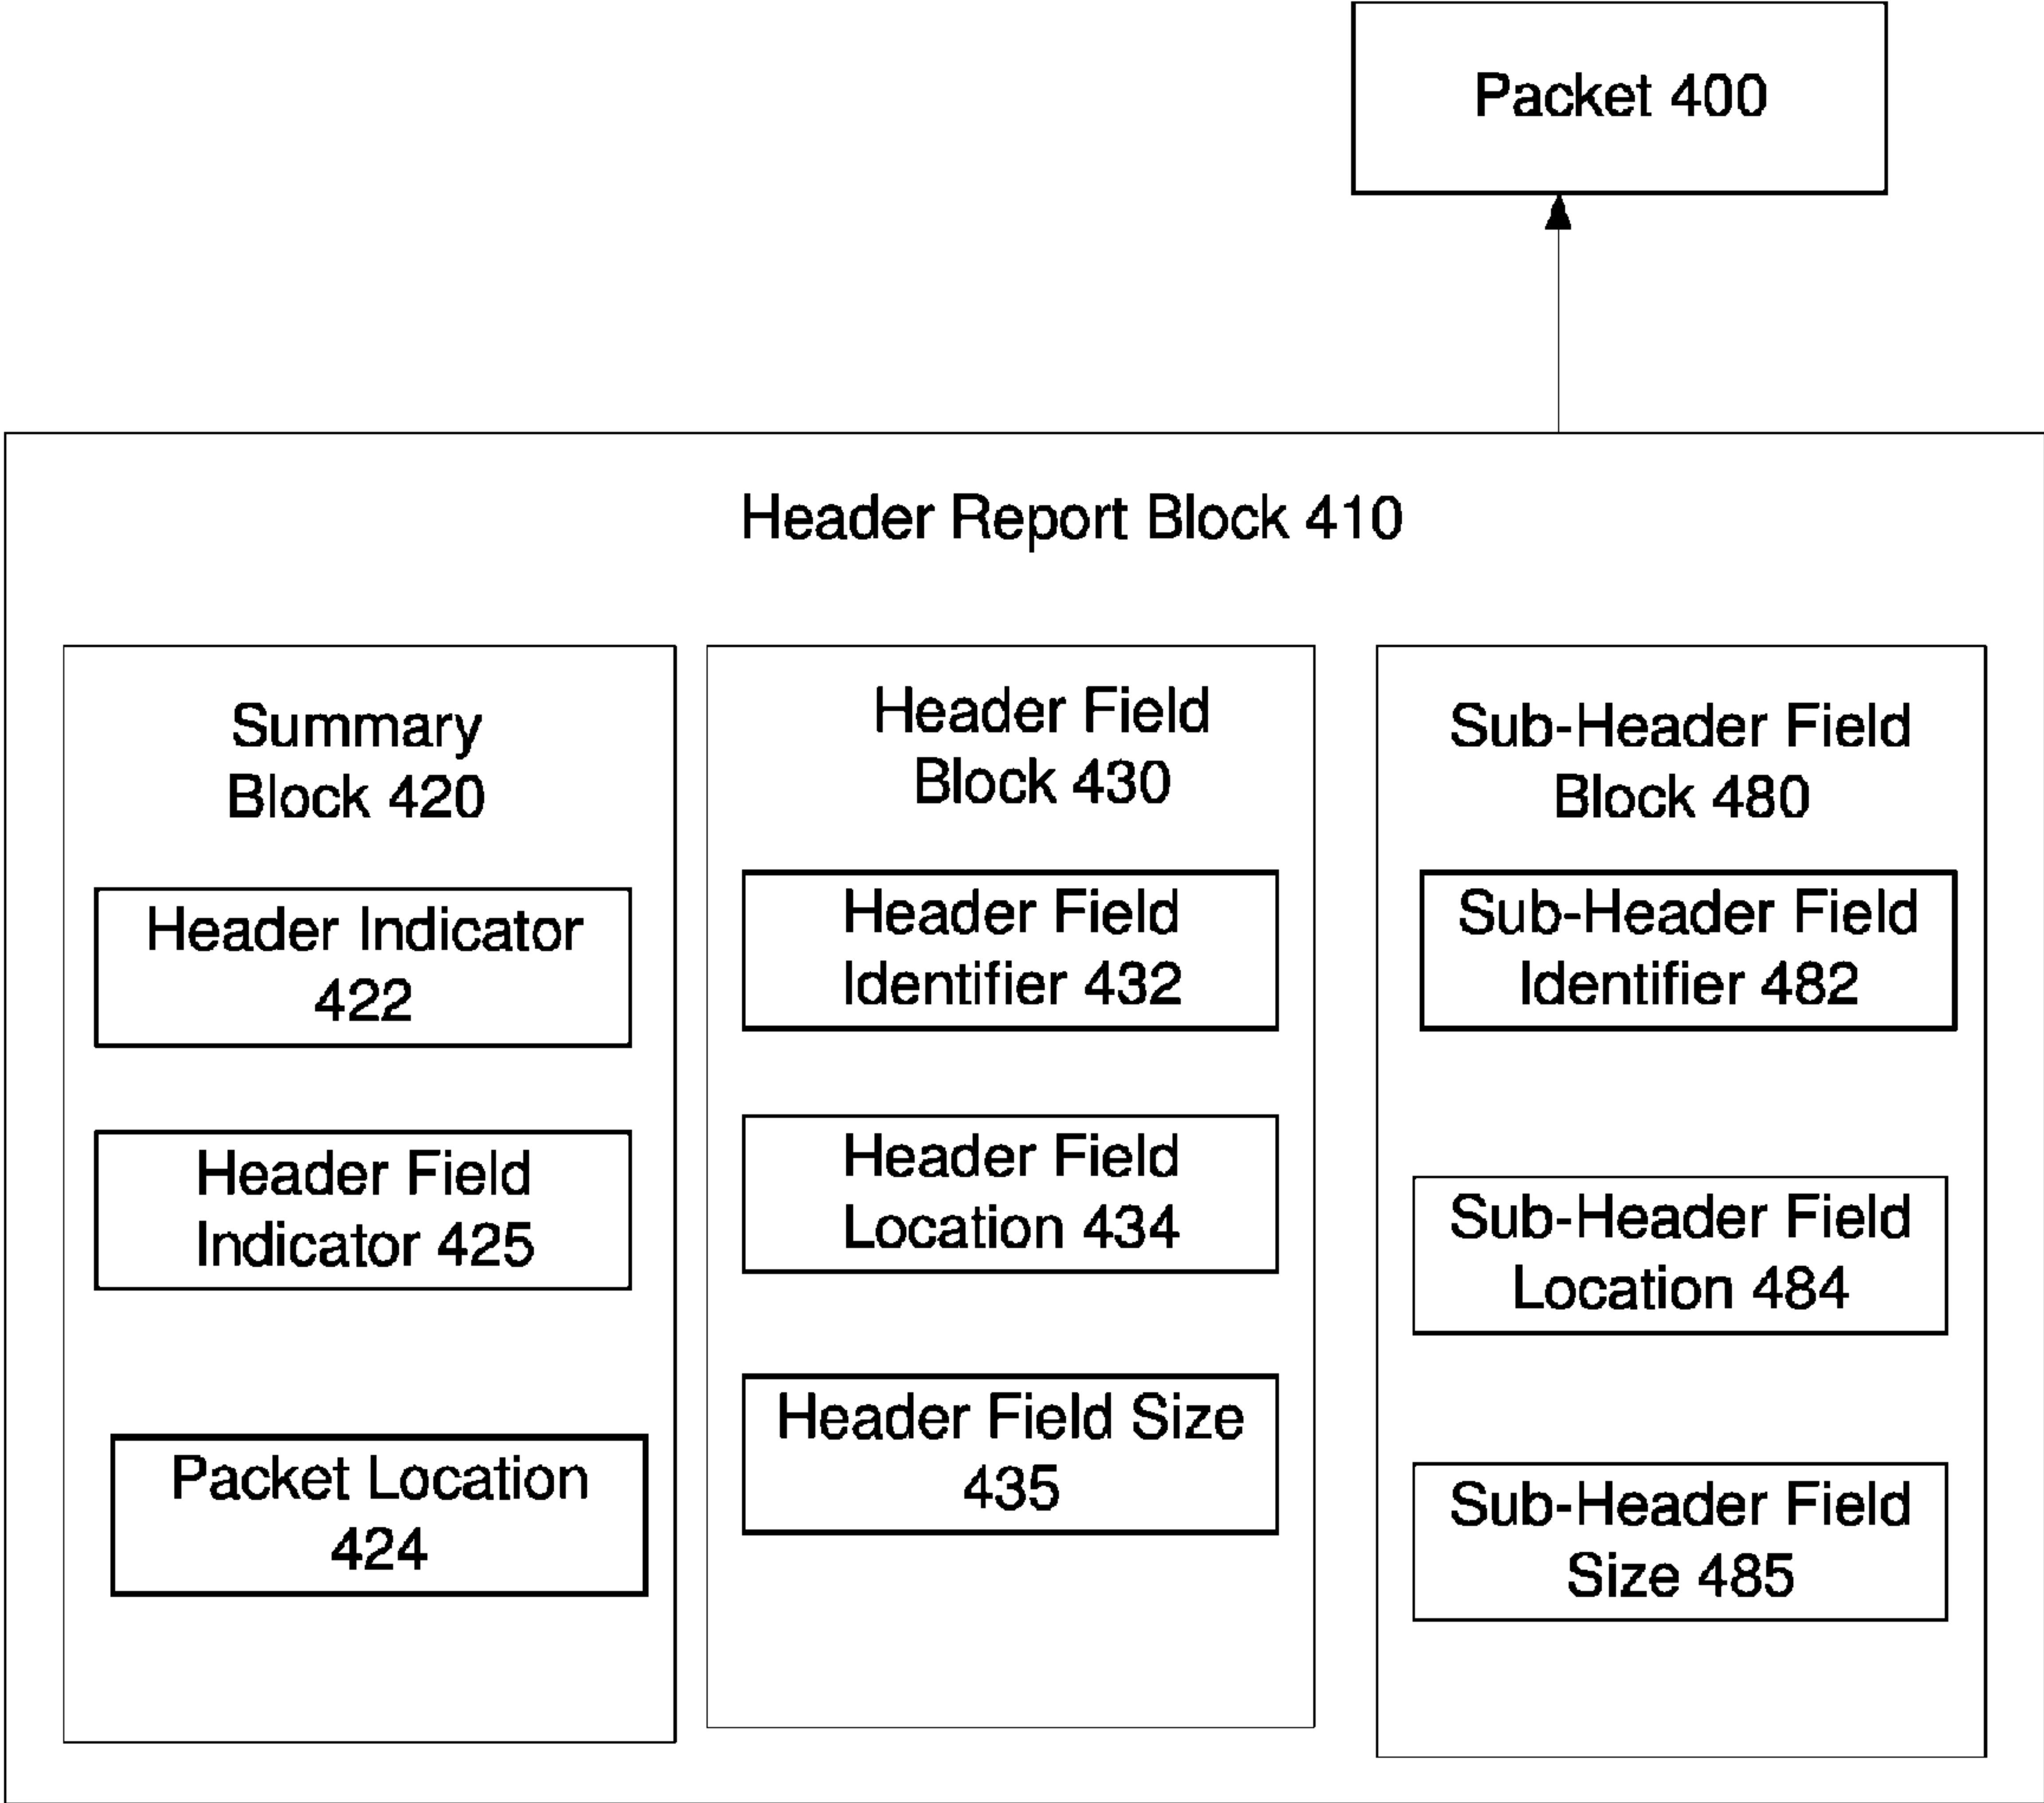 Packet 400
Header Report Block 410
Summary
Block 420
Header Indicator
422
Header Field
Indicator 425
Packet Location
424
Header Field
Block 430
Header Field
Identifier 432
Header Field
Location 434
Header Field Size
435
Sub-Header Field
Block 480
Sub-Header Field
Identifier 482
Sub-Header Field
Location 484
Sub-Header Field
Size 485